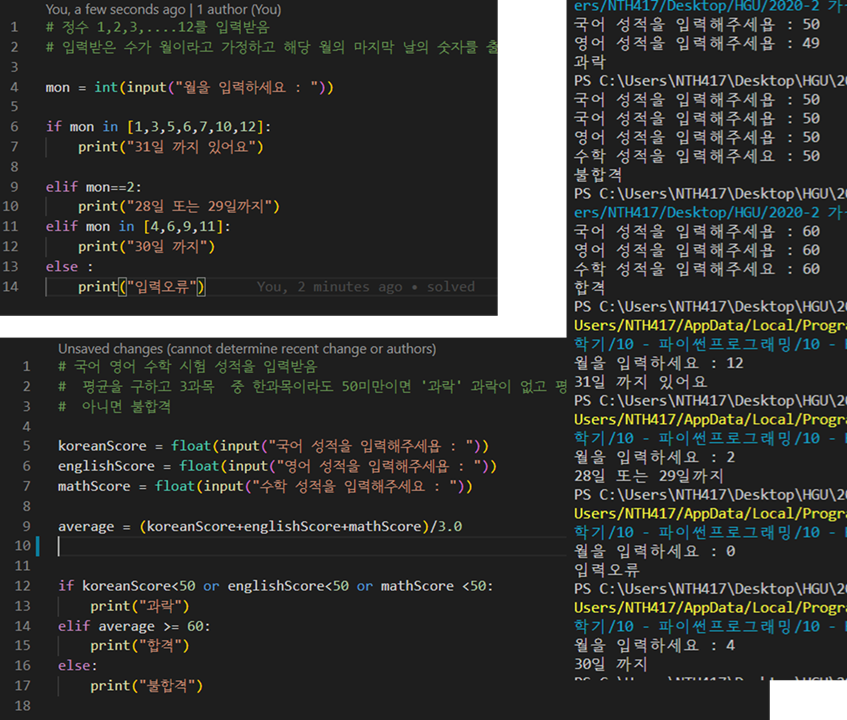 You, a few seconds ago | 1 author (You)
1 # 정수 1,2,3,....12를 입력받음
2 # 입력받은 수가 월이라고 가정하고 해당 월의 마지막 날의 숫자를 출
3
4 mon = int(input("월을 입력하세요 : "))
5
6 if mon in [1,3,5,6,7,10,12]:
7 print("31일 까지 있어요")
8
9 elif mon==2:
10 print("28일 또는 29일까지")
11 elif mon in [4,6,9,11]:
12 print("30일 까지")
13 else :
14 print("입력오류") You, 2 minutes ago • solved
Unsaved changes (cannot determine recent change or authors)
1 # 국어 영어 수학 시험 성적을 입력받음
2 # 평균을 구하고 3과목 중 한과목이라도 50미만이면 '과락' 과락이 없고 평
3 # 아니면 불합격
4
5 koreanScore = float(input("국어 성적을 입력해주세욥 : "))
6 englishScore = float(input("영어 성적을 입력해주세욥 : "))
7 mathScore = float(input("수학 성적을 입력해주세요 : "))
8
9 average = (koreanScore+englishScore+mathScore)/3.0
10
11
12 if koreanScore<50 or englishScore<50 or mathScore <50:
13 print("과락")
14 elif average >= 60:
15 print("합격")
16 else:
17 print("불합격")
18
ers/NTH417/Desktop/HGU/2020-2 가
국어 성적을 입력해주세욥 : 50
영어 성적을 입력해주세욥 : 49
과락
PS C:\Users\NTH417\Desktop\HGU\20
국어 성적을 입력해주세욥 : 50
국어 성적을 입력해주세욥 : 50
영어 성적을 입력해주세욥 : 50
수학 성적을 입력해주세요 : 50
불합격
PS C:\Users\NTH417\Desktop\HGU\20
ers/NTH417/Desktop/HGU/2020-2 가
국어 성적을 입력해주세욥 : 60
영어 성적을 입력해주세욥 : 60
수학 성적을 입력해주세요 : 60
합격
PS C:\Users\NTH417\Desktop\HGU\20
Users/NTH417/AppData/Local/Progra
학기/10 - 파이썬프로그래밍/10 -
월을 입력하세요 : 12
31일 까지 있어요
PS C:\Users\NTH417\Desktop\HGU\20
Users/NTH417/AppData/Local/Progra
학기/10 - 파이썬프로그래밍/10 -
월을 입력하세요 : 2
28일 또는 29일까지
PS C:\Users\NTH417\Desktop\HGU\20
Users/NTH417/AppData/Local/Progra
학기/10 - 파이썬프로그래밍/10 -
월을 입력하세요 : 0
입력오류
PS C:\Users\NTH417\Desktop\HGU\20
Users/NTH417/AppData/Local/Progra
학기/10 - 파이썬프로그래밍/10 -
월을 입력하세요 : 4
30일 까지